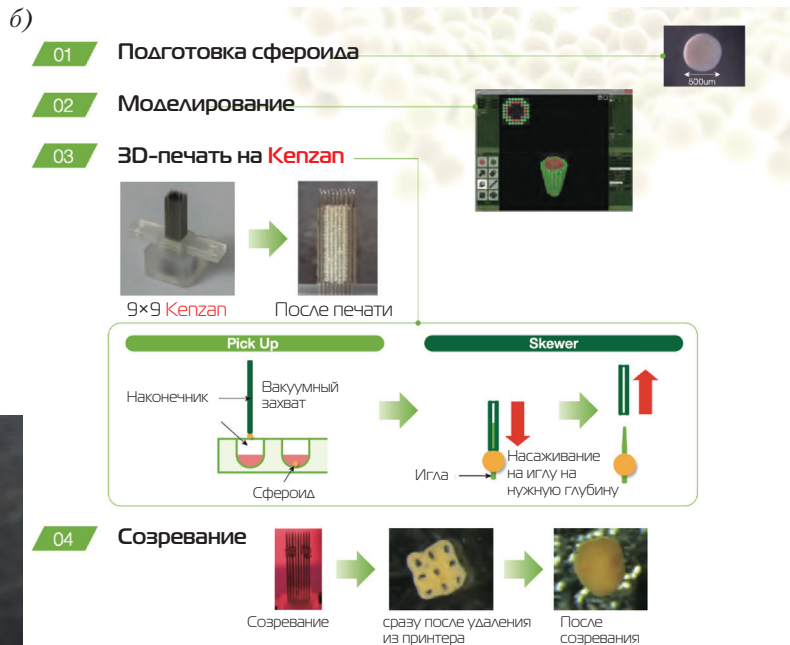 б)
01 Подготовка сфероида
500um
02 Моделирование
03 3D-печать на Kenzan
9×9 Kenzan
После печати
Pick Up
Skewer
Наконечник
Вакуумный
захват
Сфероид
Игла
Насаживание
на иглу на
нужную глубину
04 Созревание
Созревание
сразу после удаления
из принтера
После
созревания